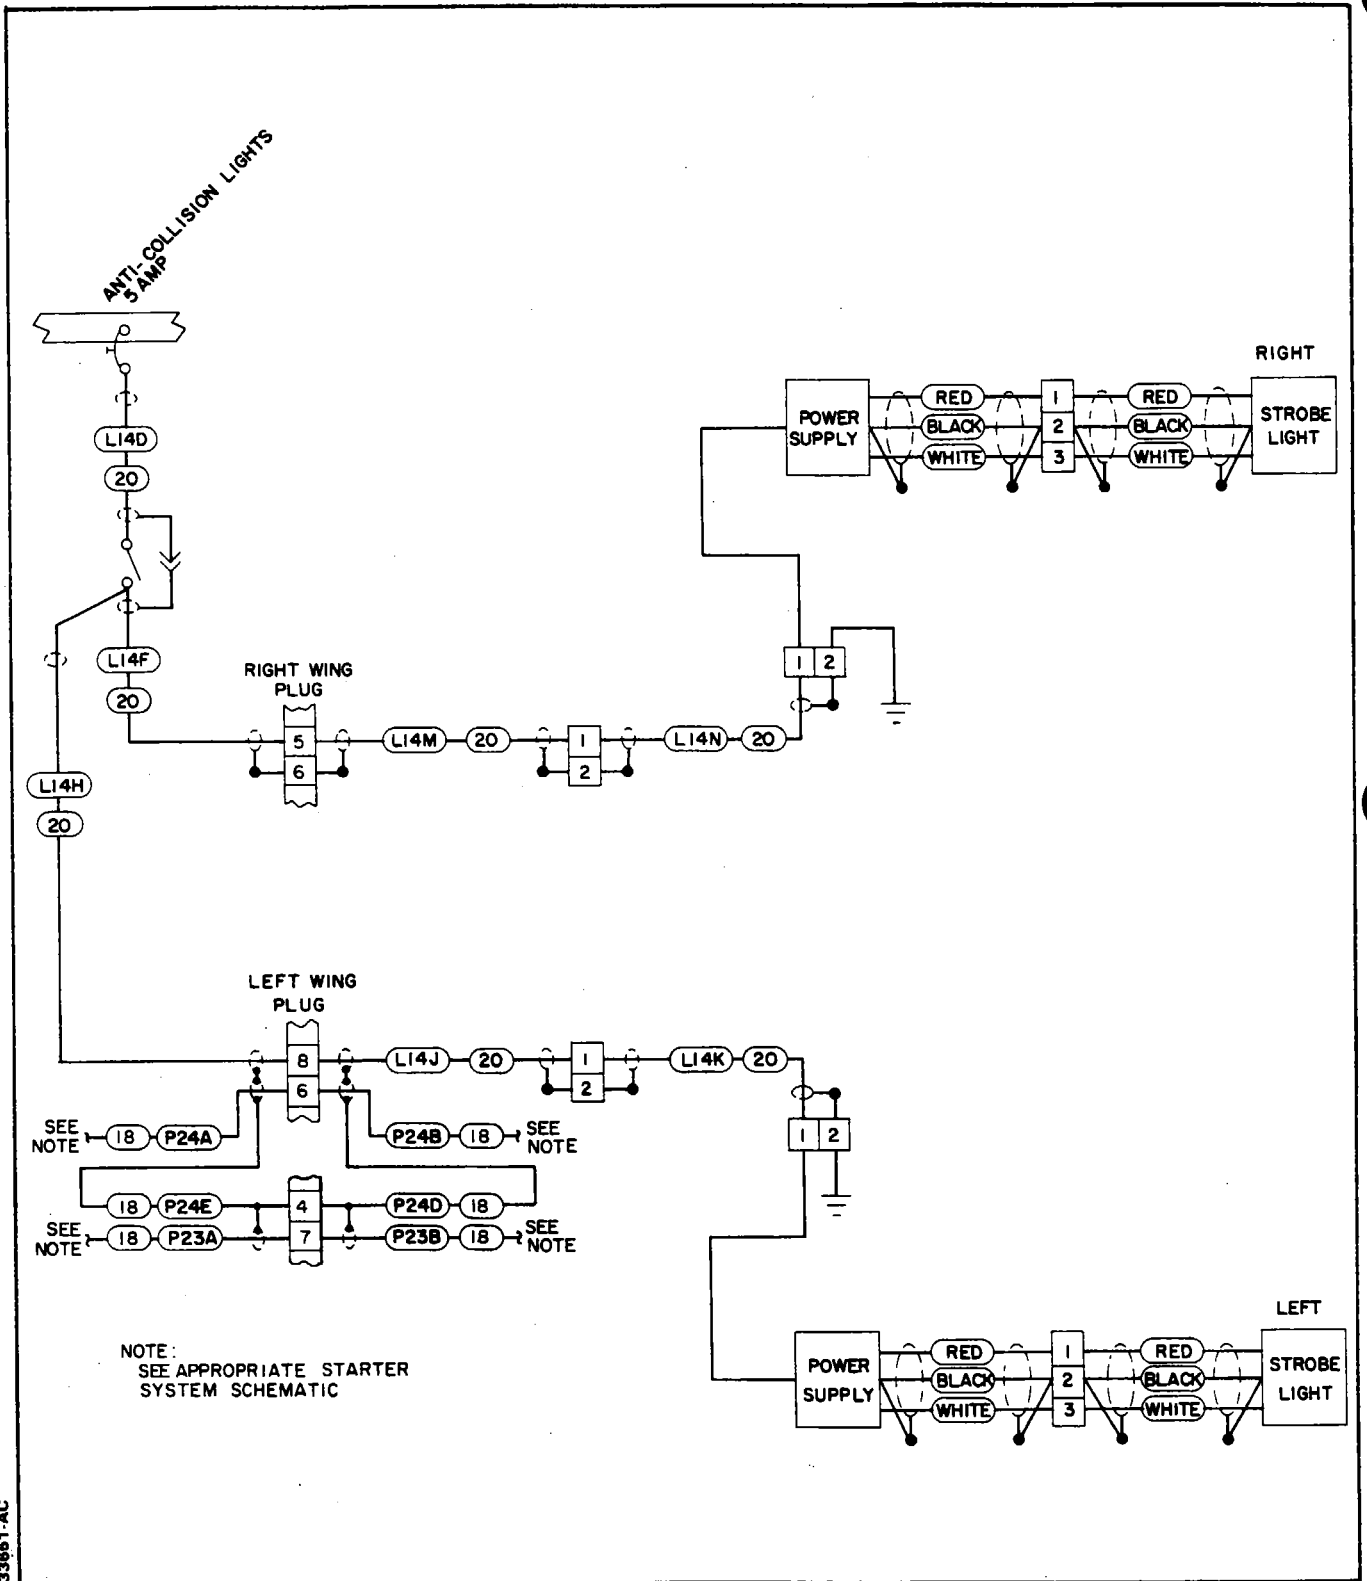 ANTI-COLLISION LIGHTS
5 AMP
L14D
20
L14F
20
L14H
20
RIGHT WING
PLUG
5
6
L14M
20
1
2
L14N
20
1 2
POWER
SUPPLY
RED
BLACK
WHITE
1
2
3
RED
BLACK
WHITE
RIGHT
STROBE
LIGHT
LEFT WING
PLUG
8
6
L14J
20
1
2
L14K
20
1 2
SEE
NOTE
18
P24A
P24B
18
SEE
NOTE
18
P24E
4
P24D
18
SEE
NOTE
18
P23A
7
P23B
18
SEE
NOTE
NOTE:
SEE APPROPRIATE STARTER
SYSTEM SCHEMATIC
POWER
SUPPLY
RED
BLACK
WHITE
1
2
3
RED
BLACK
WHITE
LEFT
STROBE
LIGHT